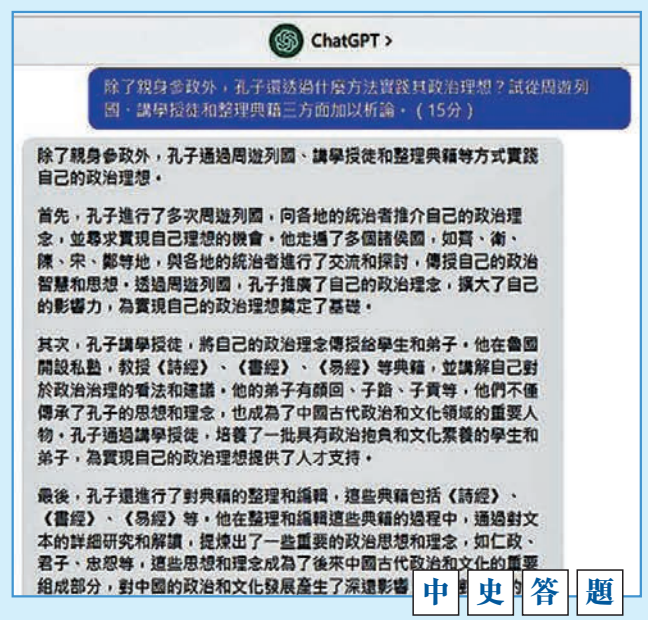 ChatGPT >
除了親身參政外，孔子還透過什麼方法實踐其政治理想？試從周遊列
國、講學授徒和整理典籍三方面加以析論。(15分)
除了親身參政外，孔子通過周遊列國、講學授徒和整理典籍等方式實踐
自己的政治理想。
首先，孔子進行了多次周遊列國，向各地的統治者推介自己的政治理
念，並尋求實現自己理想的機會。他走遍了多個諸侯國，如齊、衛、
陳、宋、鄭等地，與各地的統治者進行了交流和探討，傳授自己的政治
智慧和思想。透過周遊列國，孔子推廣了自己的政治理念，擴大了自己
的影響力，為實現自己的政治理想奠定了基礎。
其次，孔子講學授徒，將自己的政治理念傳授給學生和弟子。他在魯國
開設私塾，教授《詩經》、《書經》、《易經》等典籍，並講解自己對
於政治治理的看法和建議。他的弟子有顏回、子路、子貢等，他們不僅
傳承了孔子的思想和理念，也成為了中國古代政治和文化領域的重要人
物。孔子通過講學授徒，培養了一批具有政治抱負和文化素養的學生和
弟子，為實現自己的政治理想提供了人才支持。
最後，孔子還進行了對典籍的整理和編輯，這些典籍包括《詩經》、
《書經》、《易經》等。他在整理和編輯這些典籍的過程中，通過對文
本的詳細研究和解讀，提煉出了一些重要的政治思想和理念，如仁政、
君子、忠恕等，這些思想和理念成為了後來中國古代政治和文化的重要
組成部分，對中國的政治和文化發展產生了深遠影響
中史答題